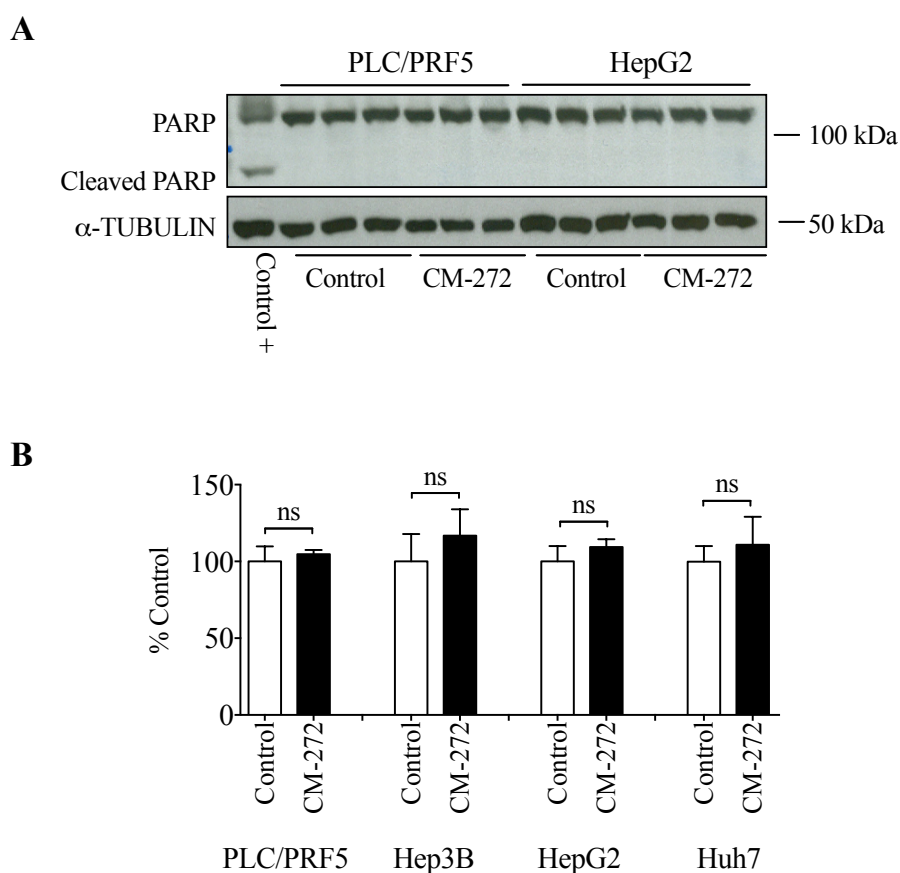 A
PLC/PRF5 HepG2
PARP
100 kDa
Cleaved PARP
α-TUBULIN
50 kDa
Control +
Control CM-272 Control CM-272
B
150
100
50
0
% Control
ns ns ns ns
Control CM-272 Control CM-272 Control CM-272 Control CM-272
PLC/PRF5 Hep3B HepG2 Huh7